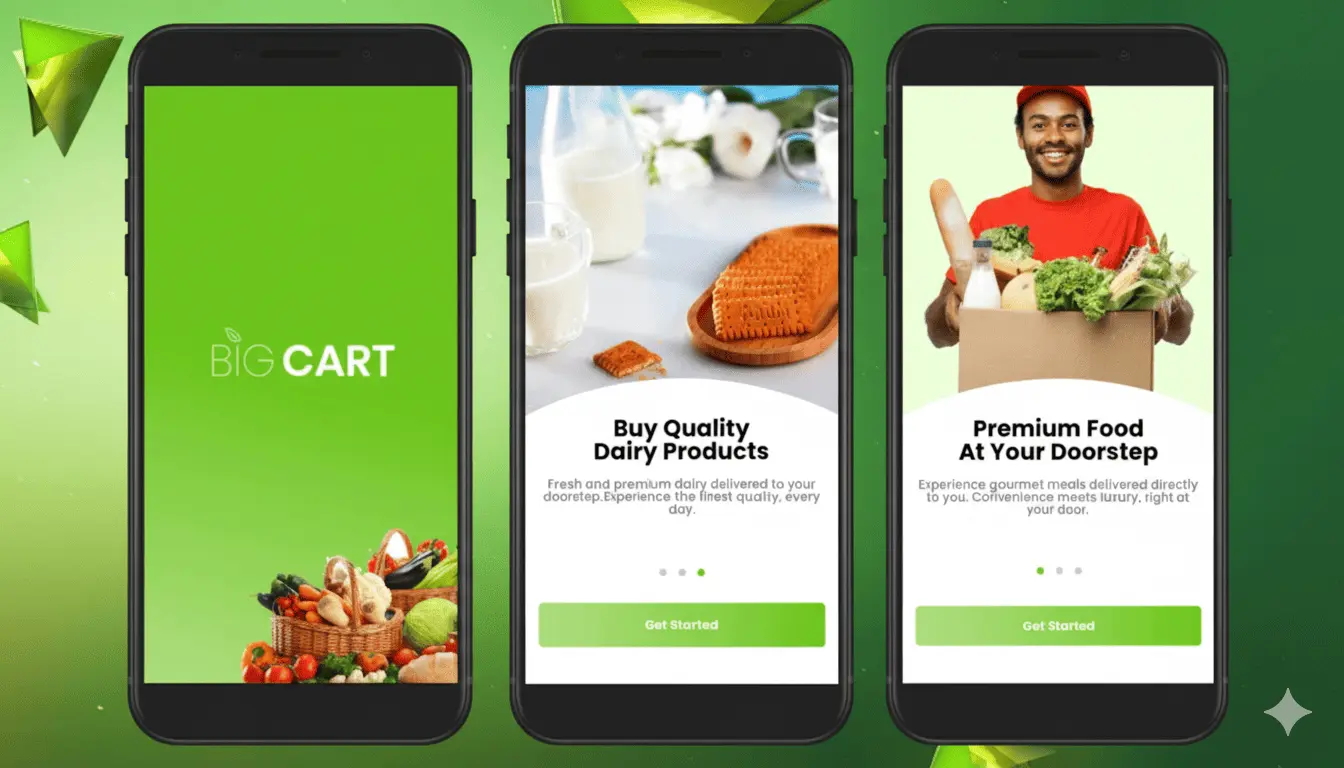 BIG CART
Buy Quality
Dairy Products
Fresh and premium dairy delivered to your
doorstep.Experience the finest quality, every
day.
Get Started
Premium Food
At Your Doorstep
Experience gourmet meals delivered directly
to you. Convenience meets luxury, right at
your door.
Get Started